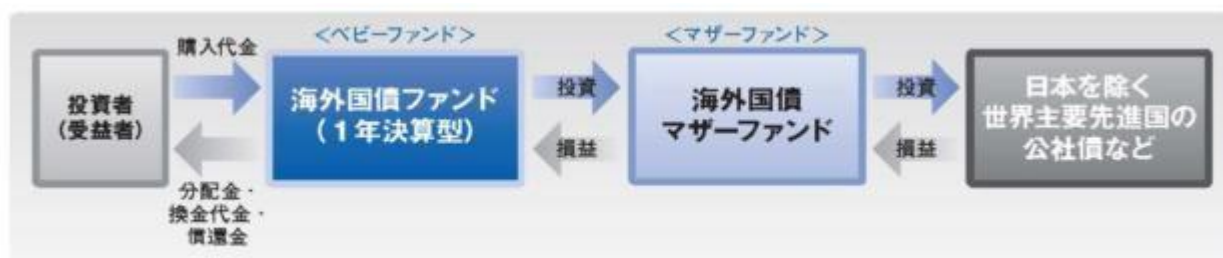 購入代金
投資者
(受益者)
分配金・
換金代金・
償還金
<ベビーファンド>
海外国債ファンド
(1年決算型)
投資
損益
<マザーファンド>
海外国債
マザーファンド
投資
損益
日本を除く
世界主要先進国の
公社債など